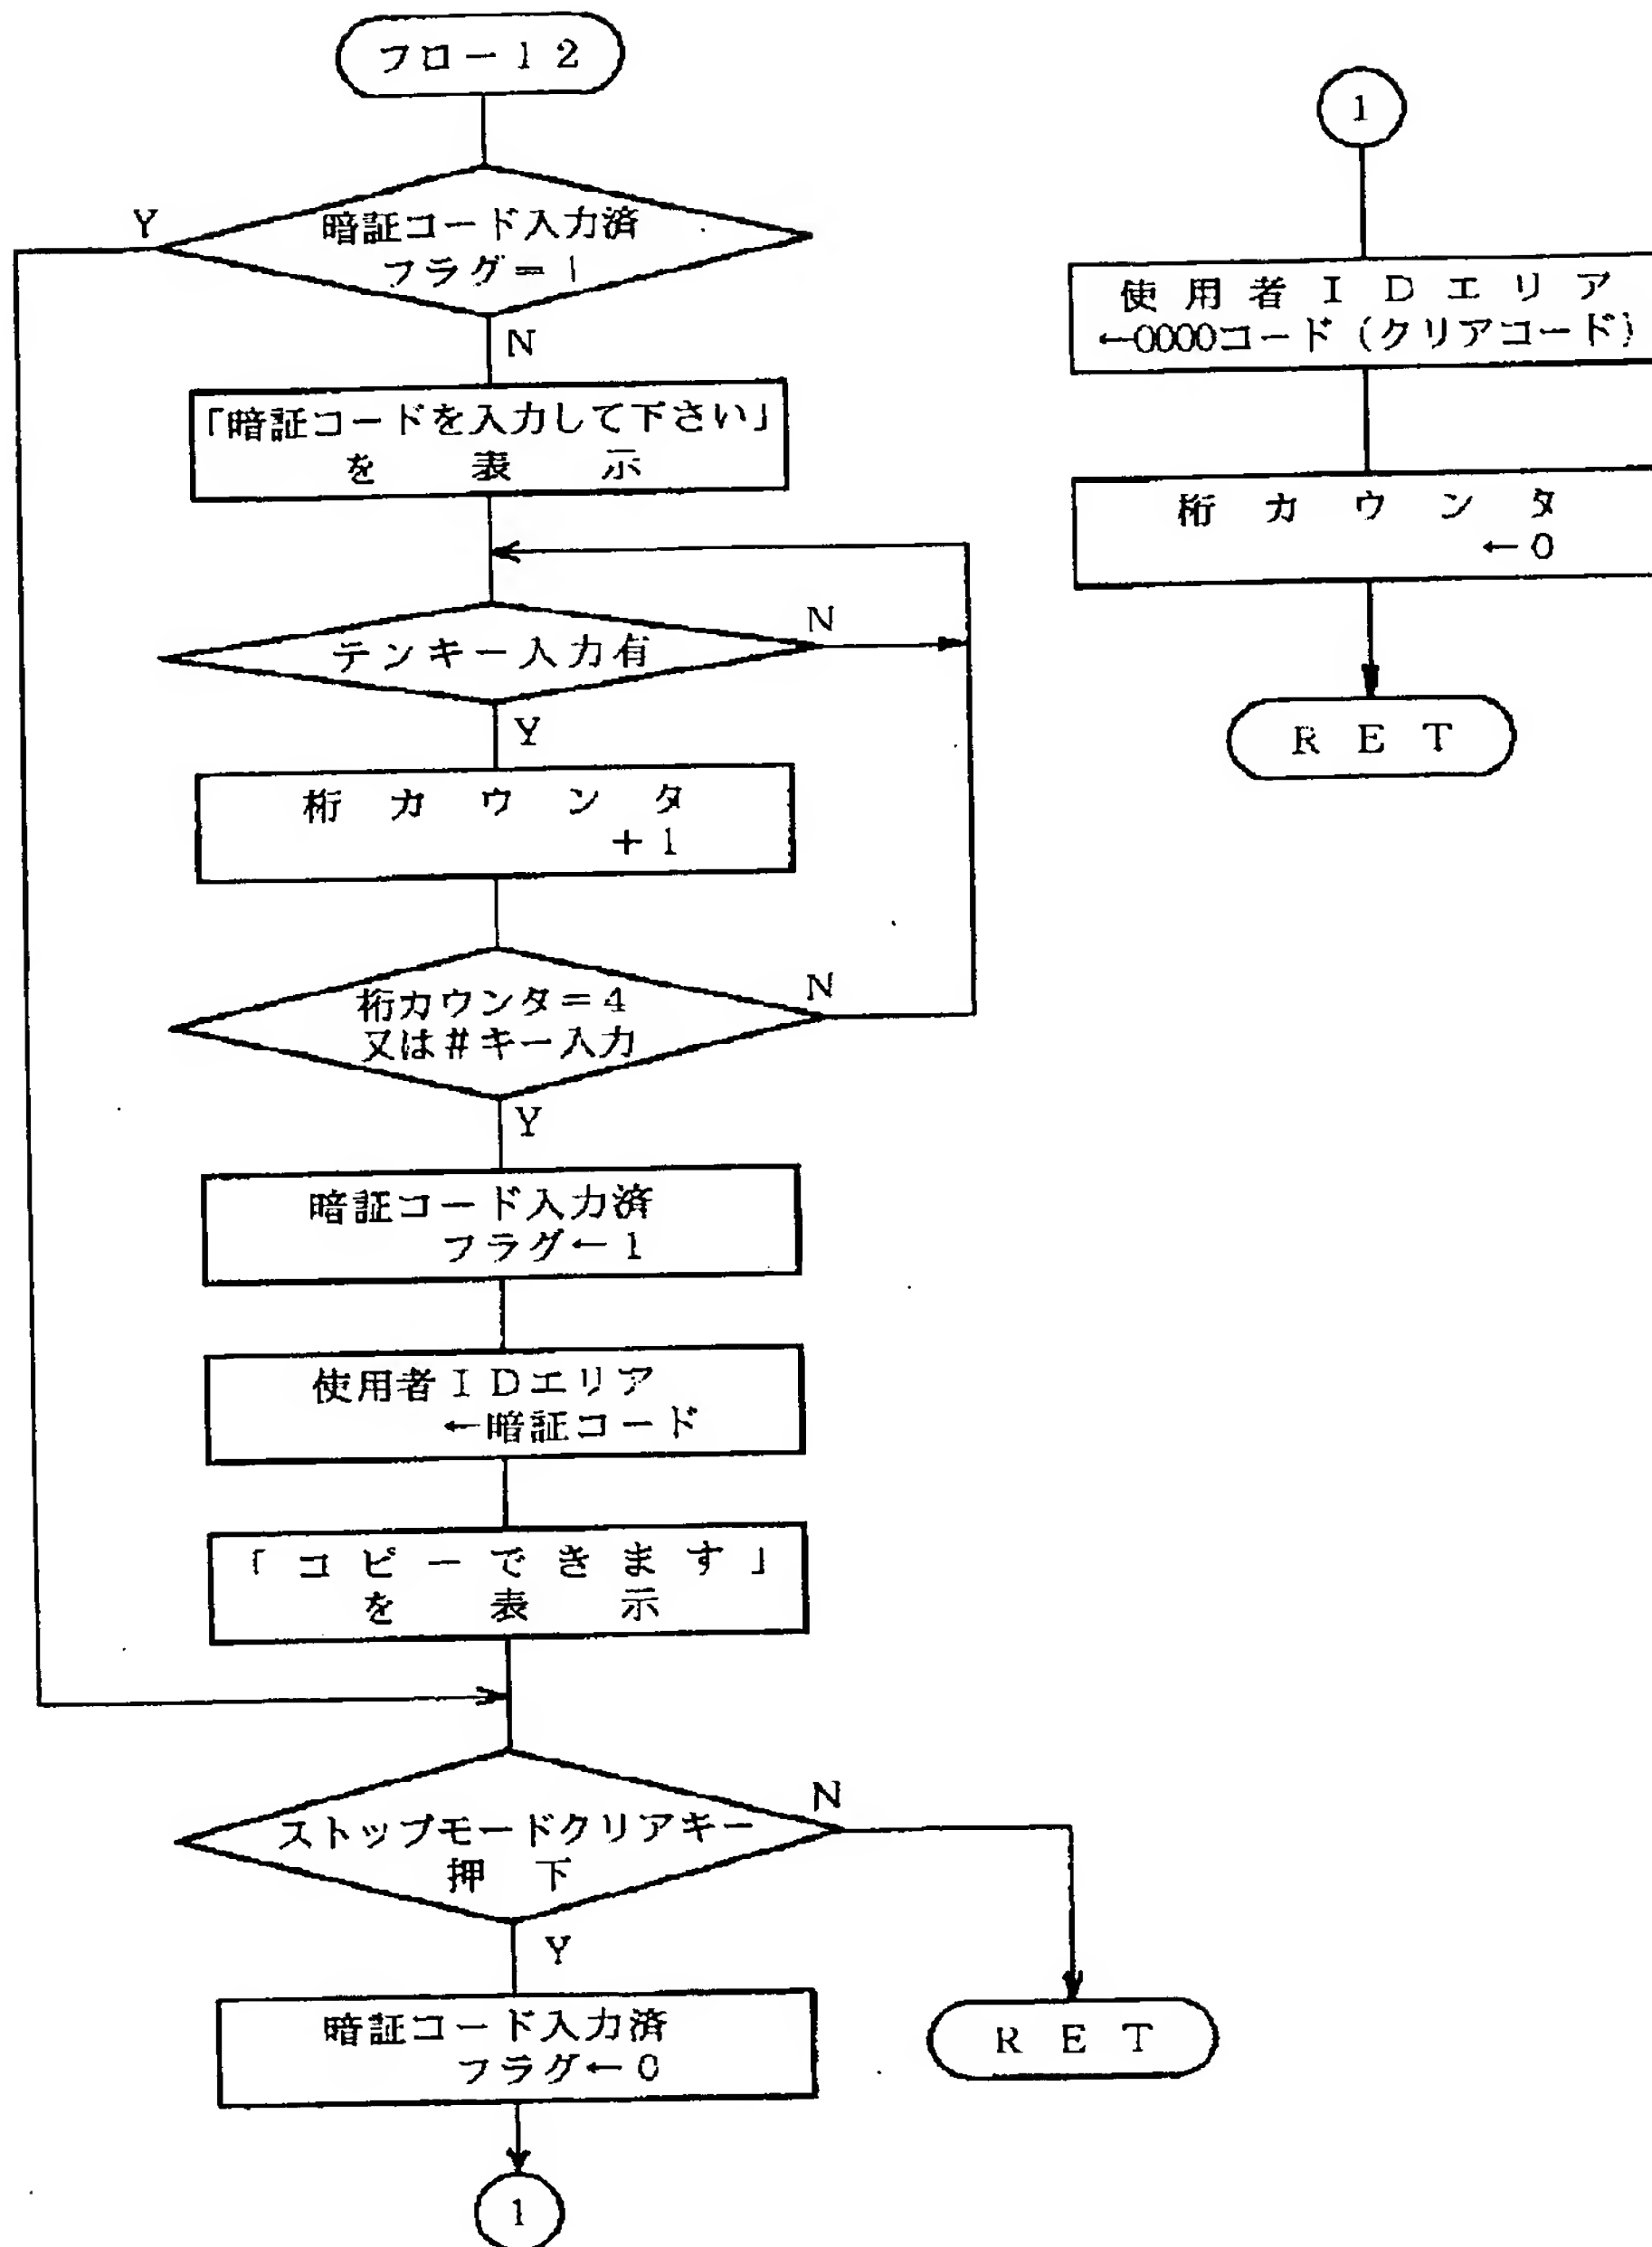 フロー12
暗証コード入力済
フラグ=1
Y
N
「暗証コードを入力して下さい」
を表示
テンキー入力有
N
Y
桁カウンタ
+1
桁カウンタ=4
又は#キー入力
N
Y
暗証コード入力済
フラグ←1
使用者IDエリア
←暗証コード
「コピーできます」
を表示
ストップモードクリアキー
押下
N
Y
暗証コード入力済
フラグ←0
RET
1
1
使用者IDエリア
←0000コード(クリアコード)
桁カウンタ
←0
RET